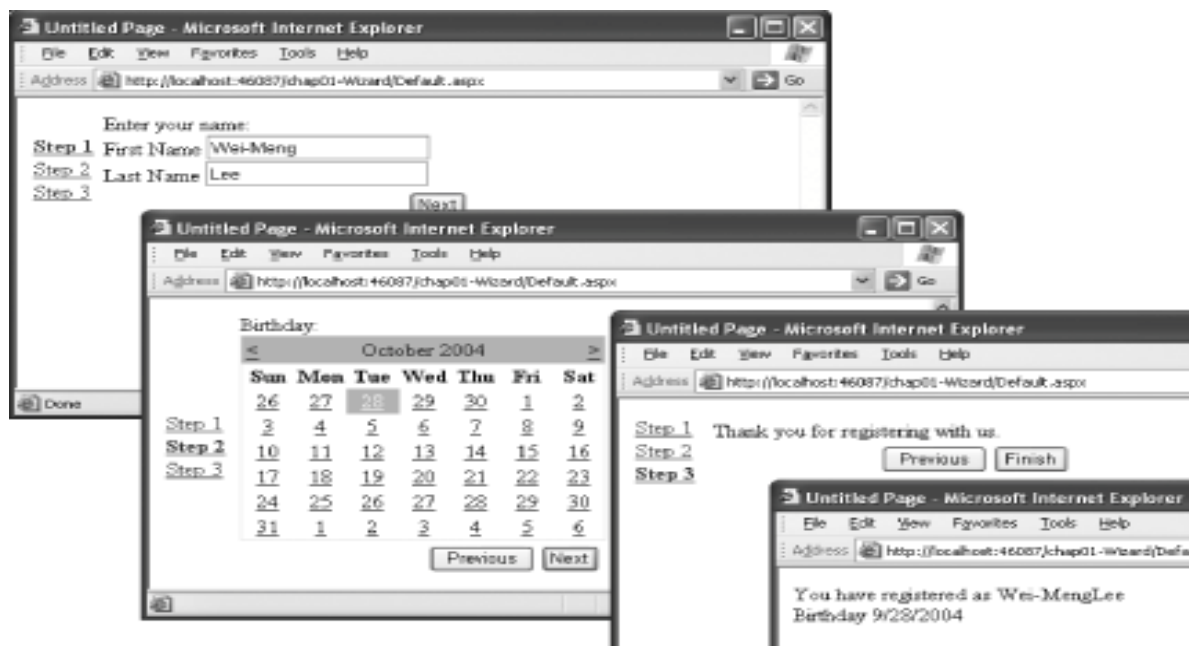 Untitled Page - Microsoft Internet Explorer
File Edit View Favorites Tools Help
Address http://localhost:46087/chap01-Wizard/Default.aspx Go
Enter your name:
Step 1 First Name Wei-Meng
Step 2 Last Name Lee
Step 3
Next
Done
Untitled Page - Microsoft Internet Explorer
File Edit View Favorites Tools Help
Address http://localhost:46087/chap01-Wizard/Default.aspx Go
Birthday:
< October 2004 >
Sun Mon Tue Wed Thu Fri Sat
26 27 28 29 30 1 2
Step 1 3 4 5 6 7 8 9
Step 2 10 11 12 13 14 15 16
Step 3 17 18 19 20 21 22 23
24 25 26 27 28 29 30
31 1 2 3 4 5 6
Previous Next
Untitled Page - Microsoft Internet Explorer
File Edit View Favorites Tools Help
Address http://localhost:46087/chap01-Wizard/Default.aspx
Step 1 Thank you for registering with us.
Step 2 Previous Finish
Step 3
Untitled Page - Microsoft Internet Explorer
File Edit View Favorites Tools Help
Address http://localhost:46087/chap01-Wizard/Defa
You have registered as Wei-MengLee
Birthday 9/28/2004